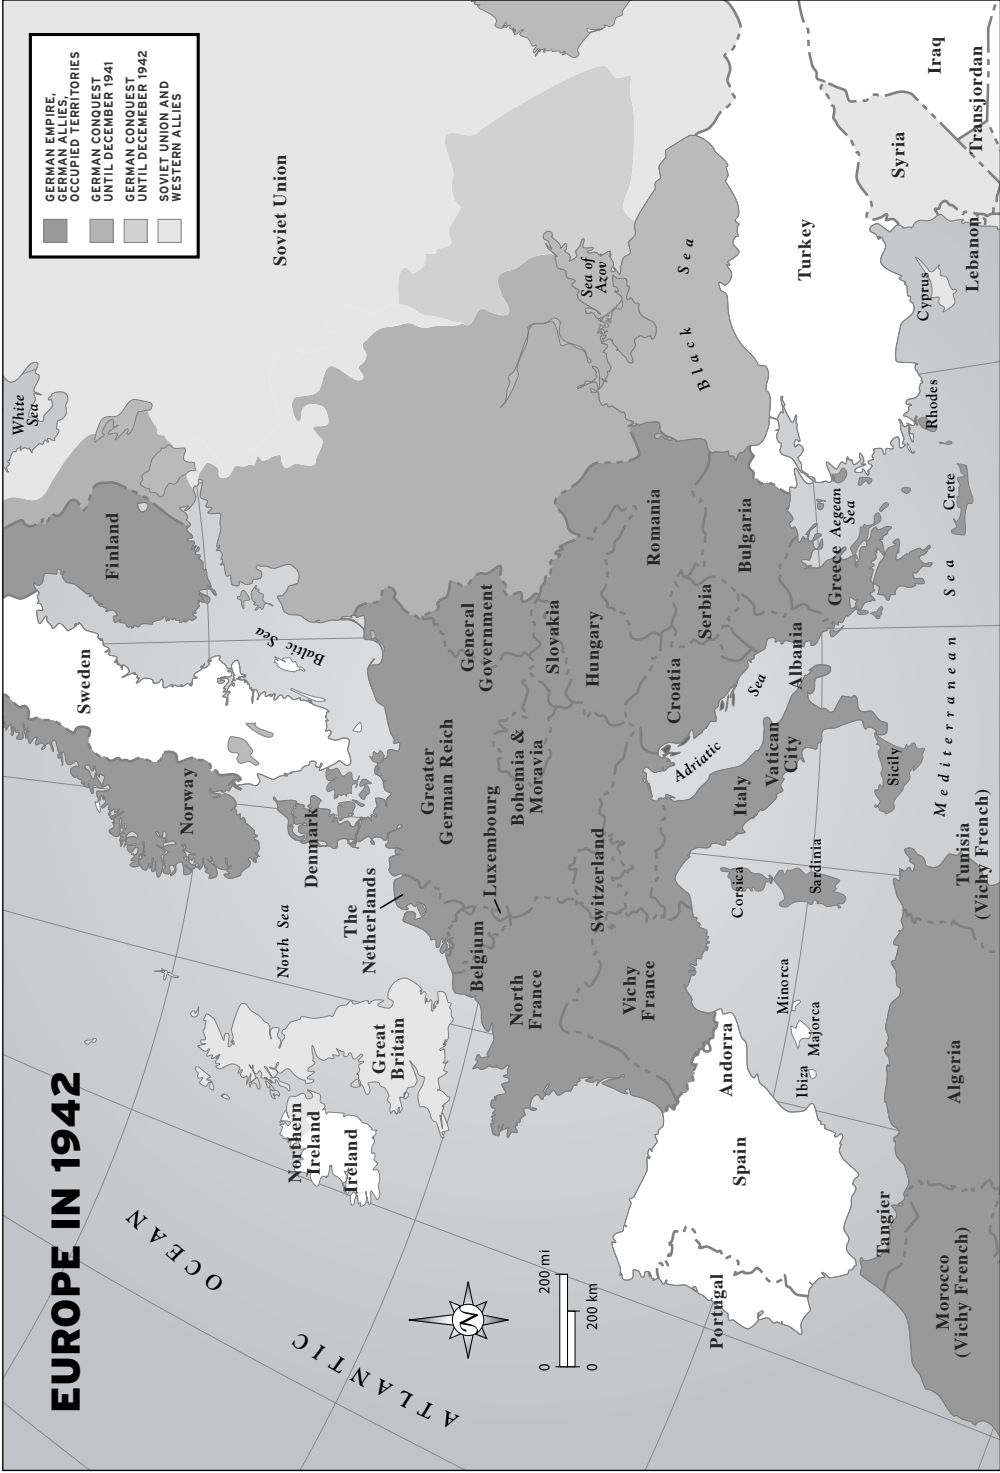 EUROPE IN 1942
GERMAN EMPIRE,
GERMAN ALLIES,
OCCUPIED TERRITORIES
GERMAN CONQUEST
UNTIL DECEMBER 1941
GERMAN CONQUEST
UNTIL DECEMEBER 1942
SOVIET UNION AND
WESTERN ALLIES
ATLANTIC
OCEAN
N
0
200 mi
0
200 km
White
Sea
Soviet Union
Finland
Sweden
Norway
Baltic Sea
Denmark
North Sea
The
Netherlands
Northern
Ireland
Ireland
Great
Britain
Belgium
Luxembourg
Greater
German Reich
General
Government
Bohemia &
Moravia
Slovakia
Hungary
North
France
Vichy
France
Switzerland
Romania
Croatia
Serbia
Bulgaria
Sea of
Azov
Black Sea
Turkey
Adriatic
Sea
Italy
Vatican
City
Albania
Greece
Aegean
Sea
Andorra
Spain
Portugal
Corsica
Sardinia
Minorca
Majorca
Ibiza
Sicily
Crete
Rhodes
Cyprus
Syria
Lebanon
Iraq
Transjordan
Mediterranean Sea
Tangier
Morocco
(Vichy French)
Algeria
Tunisia
(Vichy French)